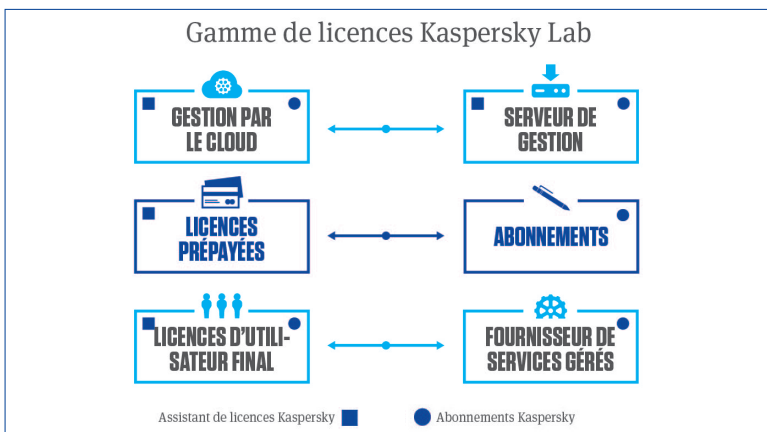 Gamme de licences Kaspersky Lab
GESTION PAR
LE CLOUD
SERVEUR DE
GESTION
LICENCES
PRÉPAYÉES
ABONNEMENTS
LICENCES D'UTILI-
SATEUR FINAL
FOURNISSEUR DE
SERVICES GÉRÉS
Assistant de licences Kaspersky
Abonnements Kaspersky